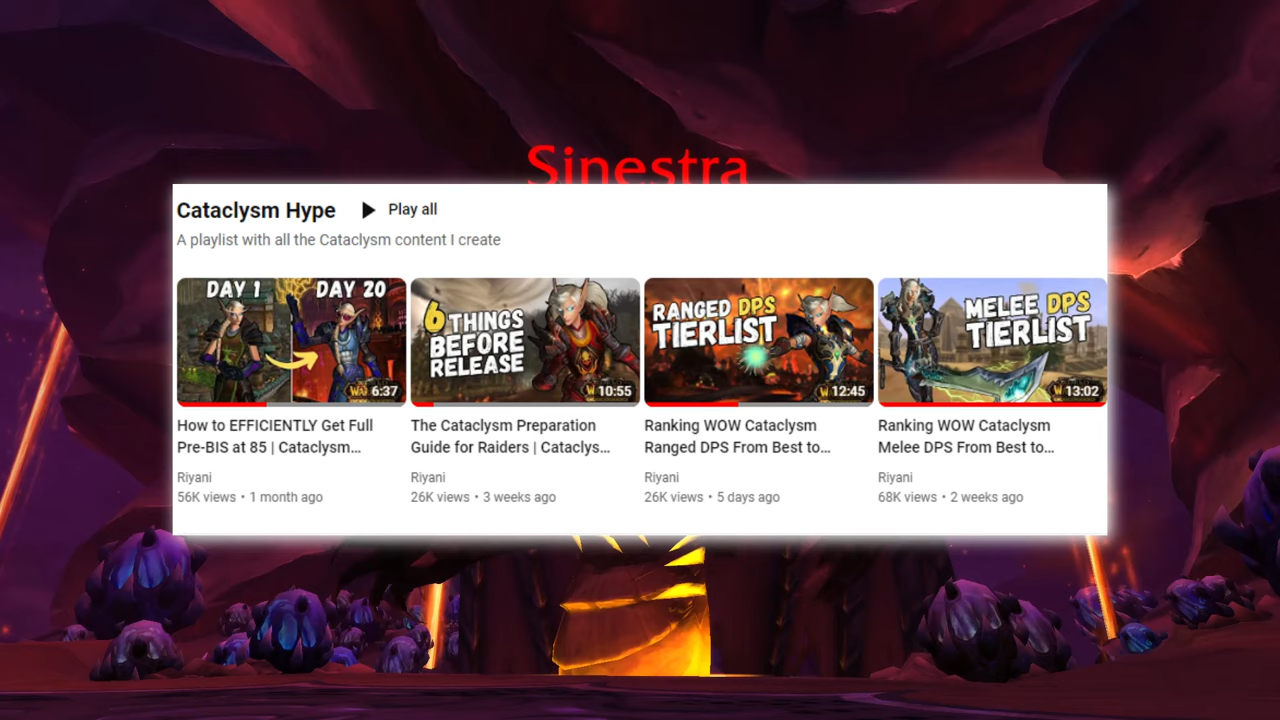 Sinestra
Cataclysm Hype
Play all
A playlist with all the Cataclysm content I create
DAY 1
DAY 20
6:37
6 THINGS
BEFORE
RELEASE
10:55
RANGED DPS
TIERLIST
12:45
MELEE DPS
TIERLIST
13:02
How to EFFICIENTLY Get Full
Pre-BIS at 85 | Cataclysm...
Riyani
56K views • 1 month ago
The Cataclysm Preparation
Guide for Raiders | Cataclys...
Riyani
26K views • 3 weeks ago
Ranking WOW Cataclysm
Ranged DPS From Best to...
Riyani
26K views • 5 days ago
Ranking WOW Cataclysm
Melee DPS From Best to...
Riyani
68K views • 2 weeks ago